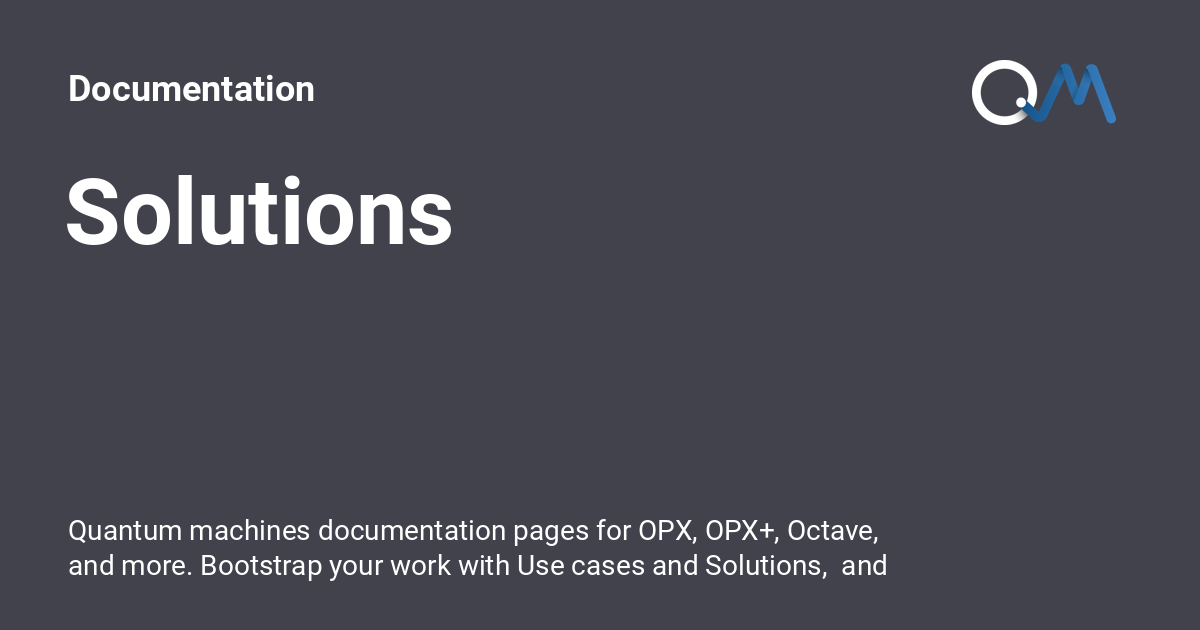 Documentation
QM
Solutions
Quantum machines documentation pages for OPX, OPX+, Octave,
and more. Bootstrap your work with Use cases and Solutions,  and